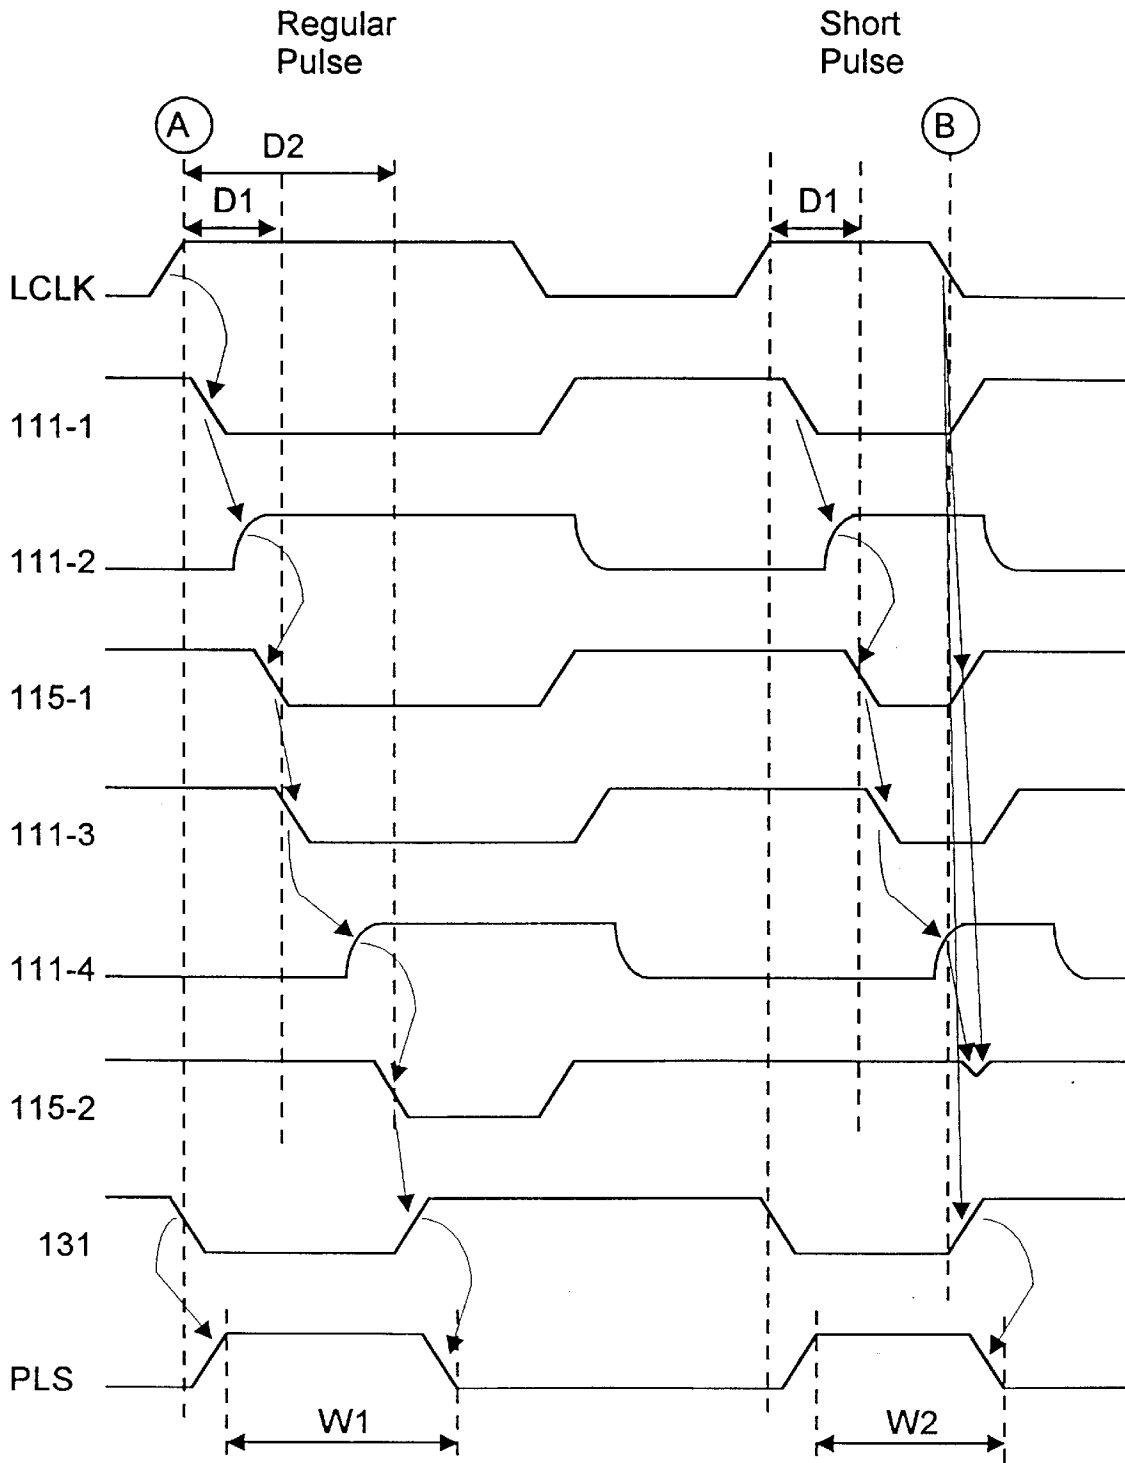 Regular
Pulse
Short
Pulse
A
B
D2
D1
D1
LCLK
111-1
111-2
115-1
111-3
111-4
115-2
131
PLS
W1
W2